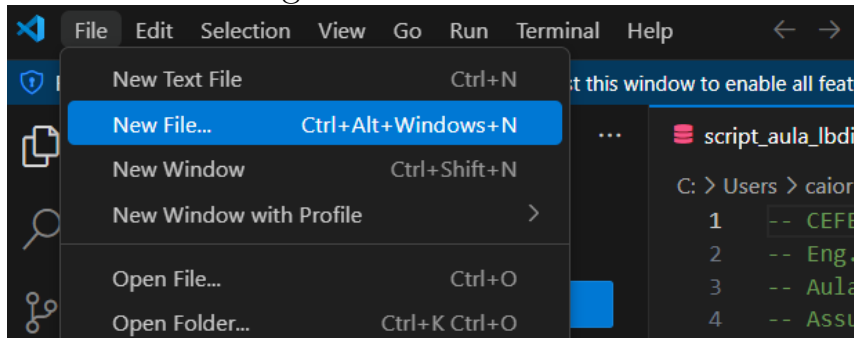 File Edit Selection View Go Run Terminal Help
New Text File Ctrl+N
t this window to enable all feat
New File... Ctrl+Alt+Windows+N
script_aula_lbdi
New Window Ctrl+Shift+N
C: > Users > caior
New Window with Profile
1 -- CEFE
2 -- Eng.
Open File... Ctrl+O
3 -- Aula
Open Folder... Ctrl+K Ctrl+O
4 -- Assu